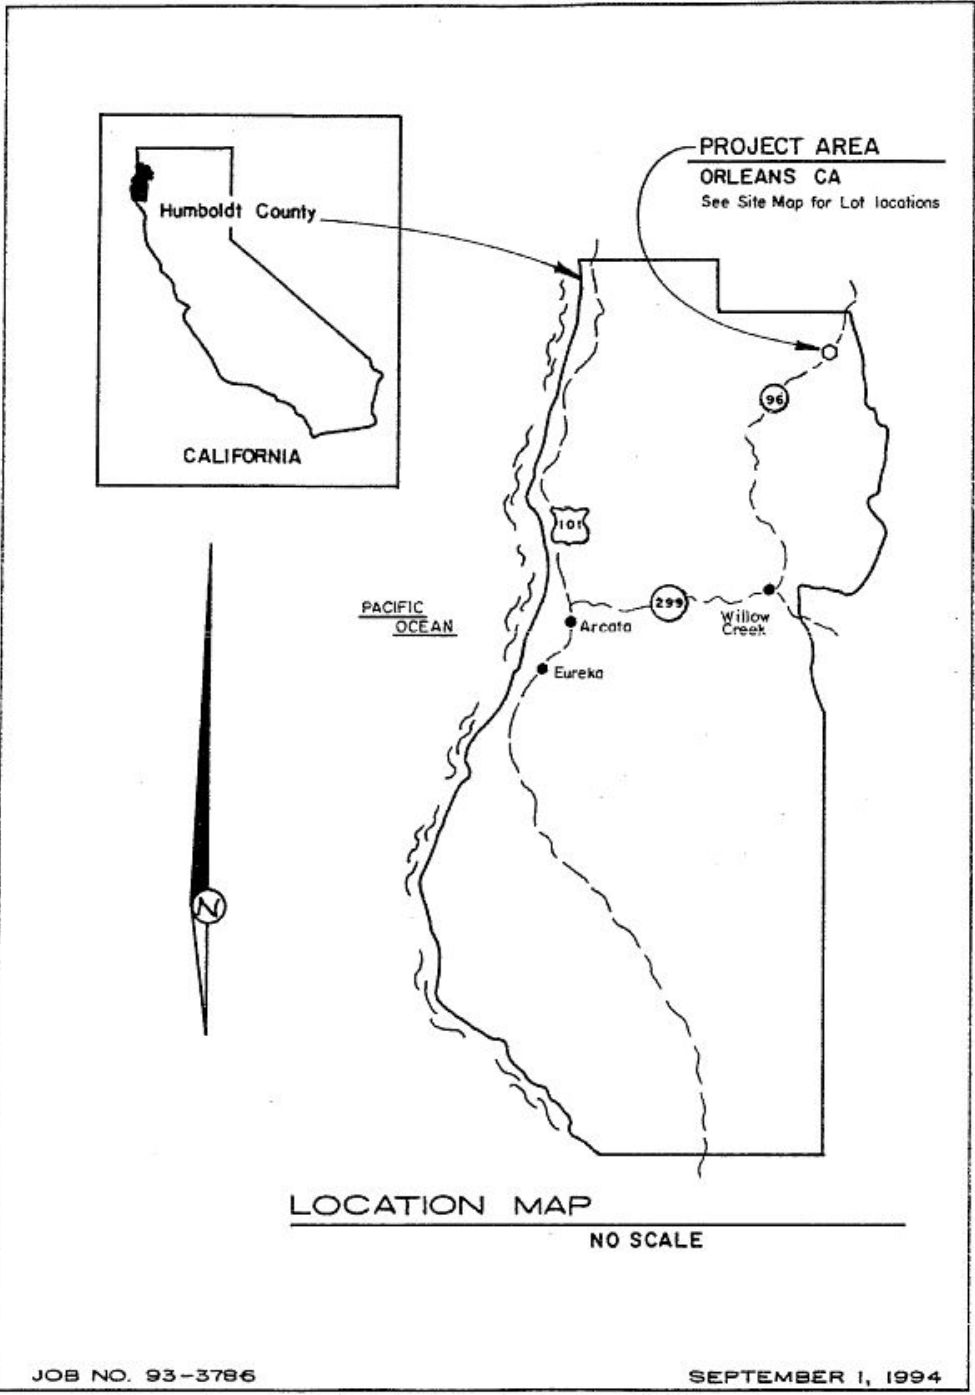 PROJECT AREA
ORLEANS CA
See Site Map for Lot locations
Humboldt County
CALIFORNIA
96
101
299
PACIFIC
OCEAN
Willow
Creek
Arcata
Eureka
N
LOCATION MAP
NO SCALE
JOB NO. 93-3786
SEPTEMBER 1, 1994